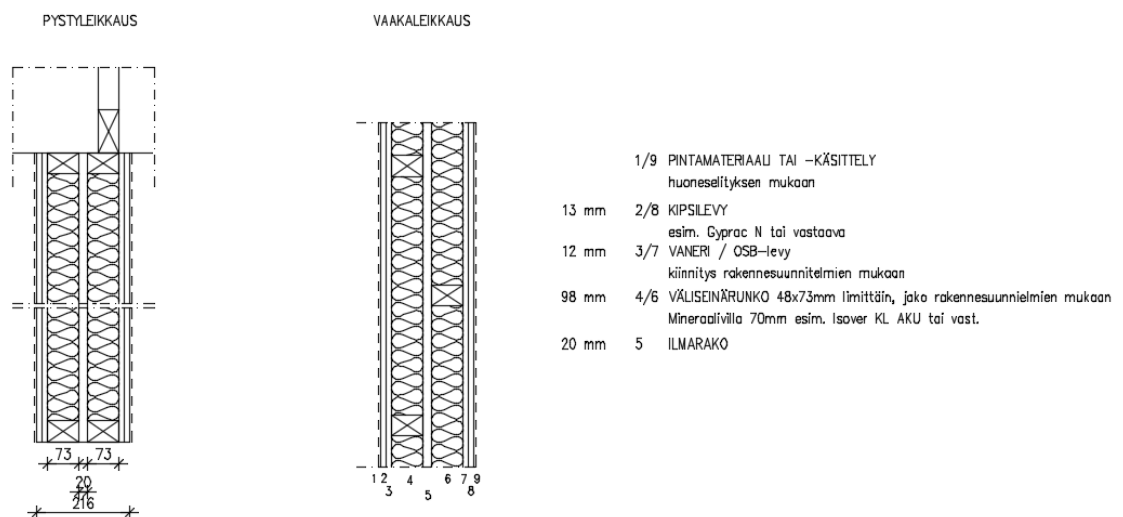 PYSTYLEIKKAUS
VAAKALEIKKAUS
1/9 PINTAMATERIAALI TAI -KÄSITTELY
huoneselityksen mukaan
13 mm 2/8 KIPSILEVY
esim. Gyproc N tai vastaava
12 mm 3/7 VANERI / OSB-levy
kiinnitys rakennesuunnitelmien mukaan
98 mm 4/6 VÄLISEINÄRUNKO 48x73mm limittäin, jako rakennesuunnielmien mukaan
Mineraalivilla 70mm esim. Isover KL AKU tai vast.
20 mm 5 ILMARAKO
73 73
20
216
1 2 3 4 5 6 7 8 9